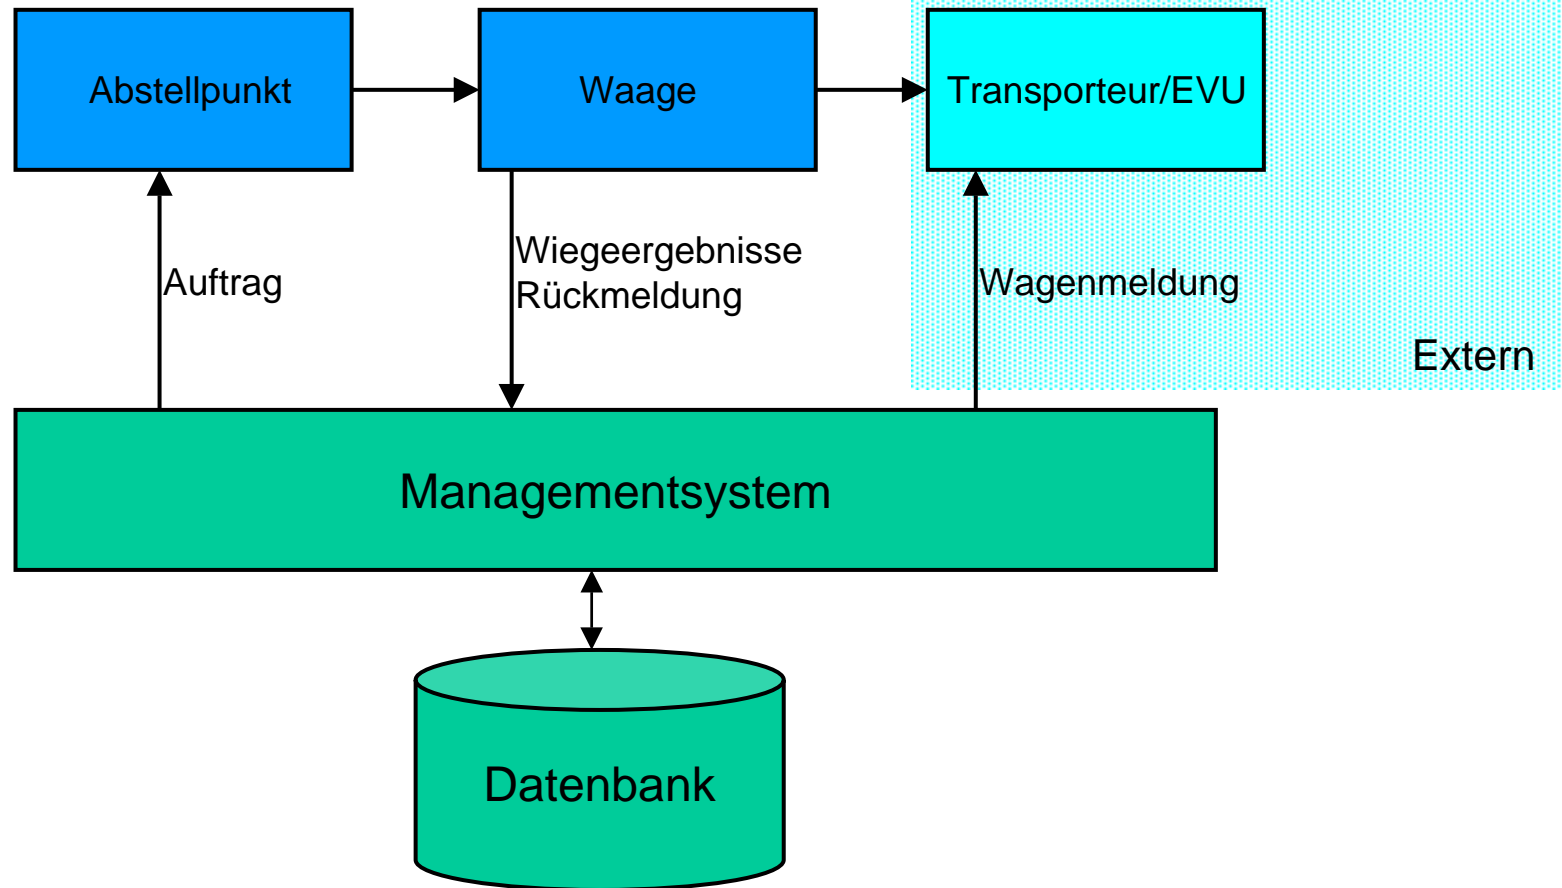 Abstellpunkt
Waage
Transporteur/EVU
Auftrag
Wiegeergebnisse
Rückmeldung
Wagenmeldung
Extern
Managementsystem
Datenbank